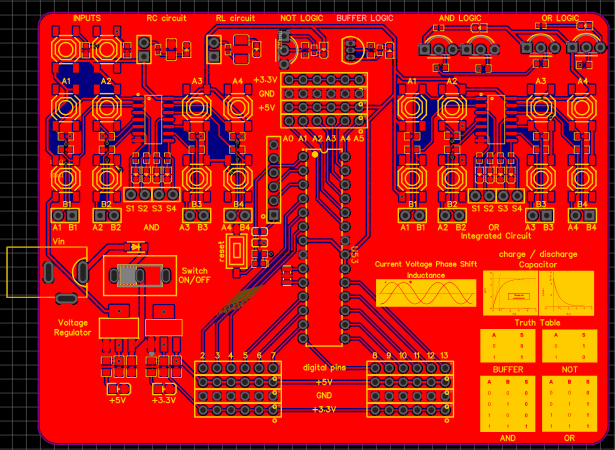 INPUTS RC circuit RL circuit NOT LOGIC BUFFER LOGIC AND LOGIC OR LOGIC
A1 A2 A3 A4 A1 A2 A3 A4
+3.3V
GND
+5V
A0 A1 A2 A3 A4 A5
B1 B2 B3 B4 B1 B2 B3 B4
S1 S2 S3 S4 S1 S2 S3 S4
A1 B1 A2 B2 AND A3 B3 A4 B4 A1 B1 A2 B2 OR A3 B3 A4 B4
Integrated Circuit
Vin
reset
Switch
ON/OFF
Current Voltage Phase Shift
Inductance
charge / discharge
Capacitor
Voltage
Regulator
+5V +3.3V
Truth Table
A S A S
2 3 4 5 6 7 digital pins 8 9 10 11 12 13
+5V
GND
+3.3V
BUFFER NOT
A B S A B S
AND OR